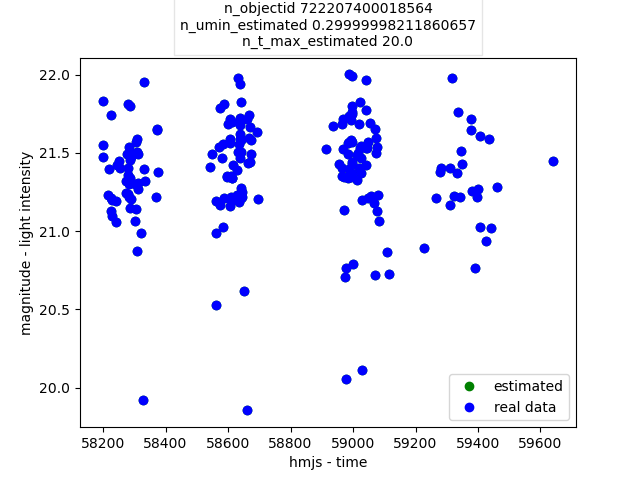 n_objectid 722207400018564
n_umin_estimated 0.29999998211860657
n_t_max_estimated 20.0
22.0
21.5
21.0
20.5
20.0
magnitude - light intensity
estimated
real data
58200 58400 58600 58800 59000 59200 59400 59600
hmjs - time